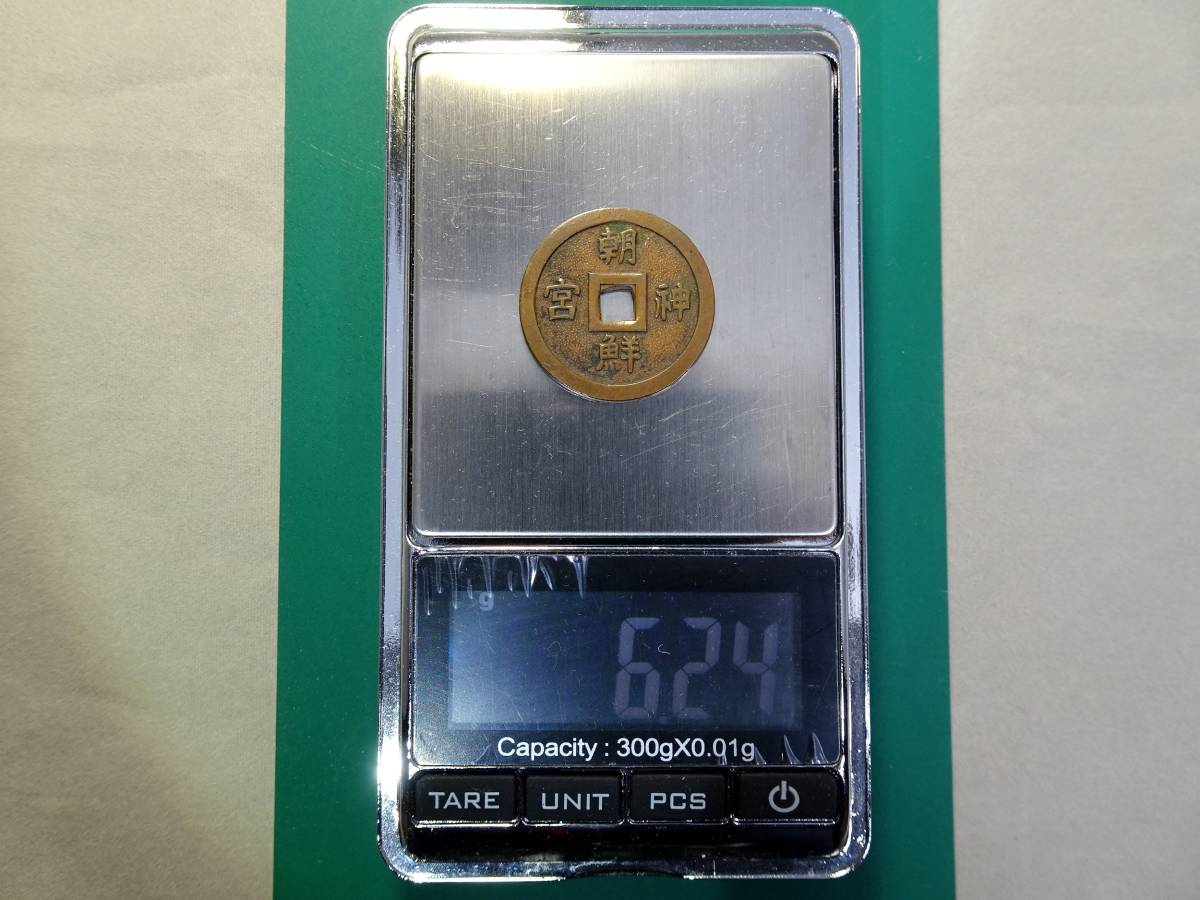 朝鮮神宮
g
6.24
Capacity : 300gX0.01g
TARE UNIT PCS